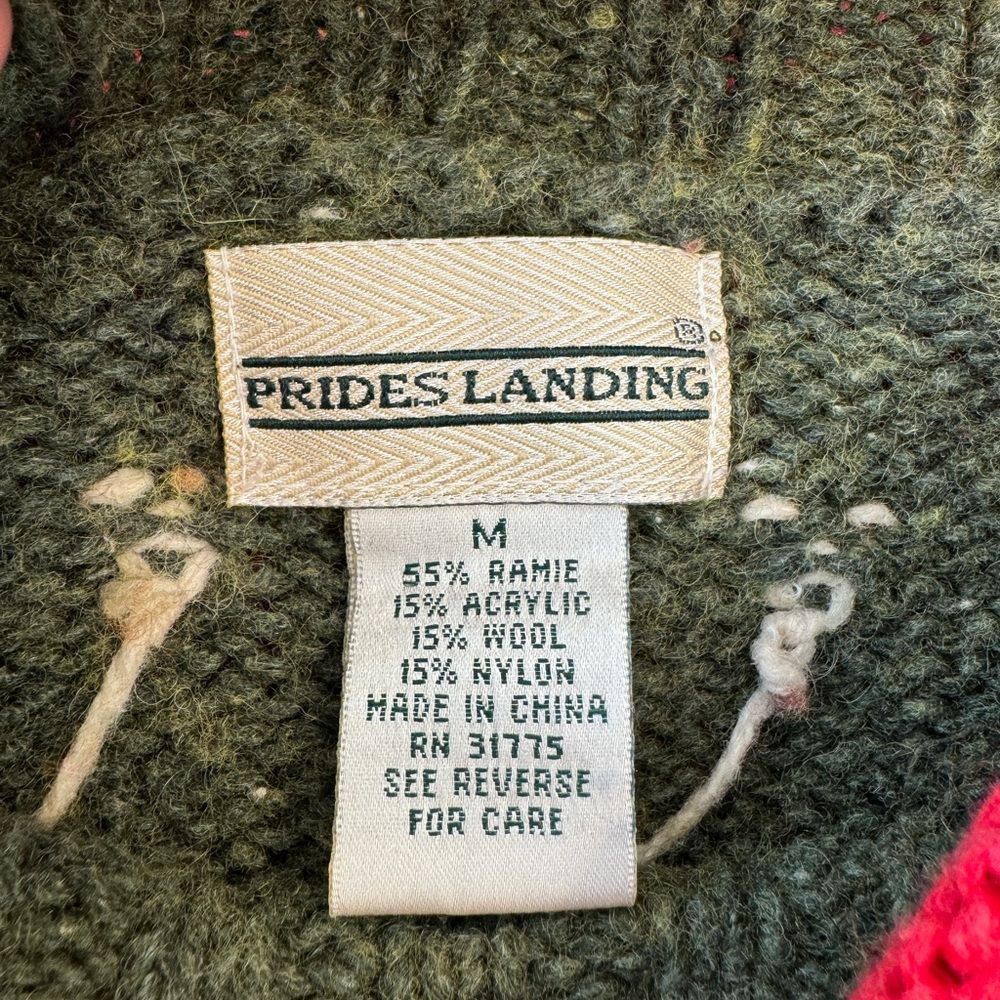 ®
PRIDES LANDING
M
55% RAMIE
15% ACRYLIC
15% WOOL
15% NYLON
MADE IN CHINA
RN 31775
SEE REVERSE
FOR CARE